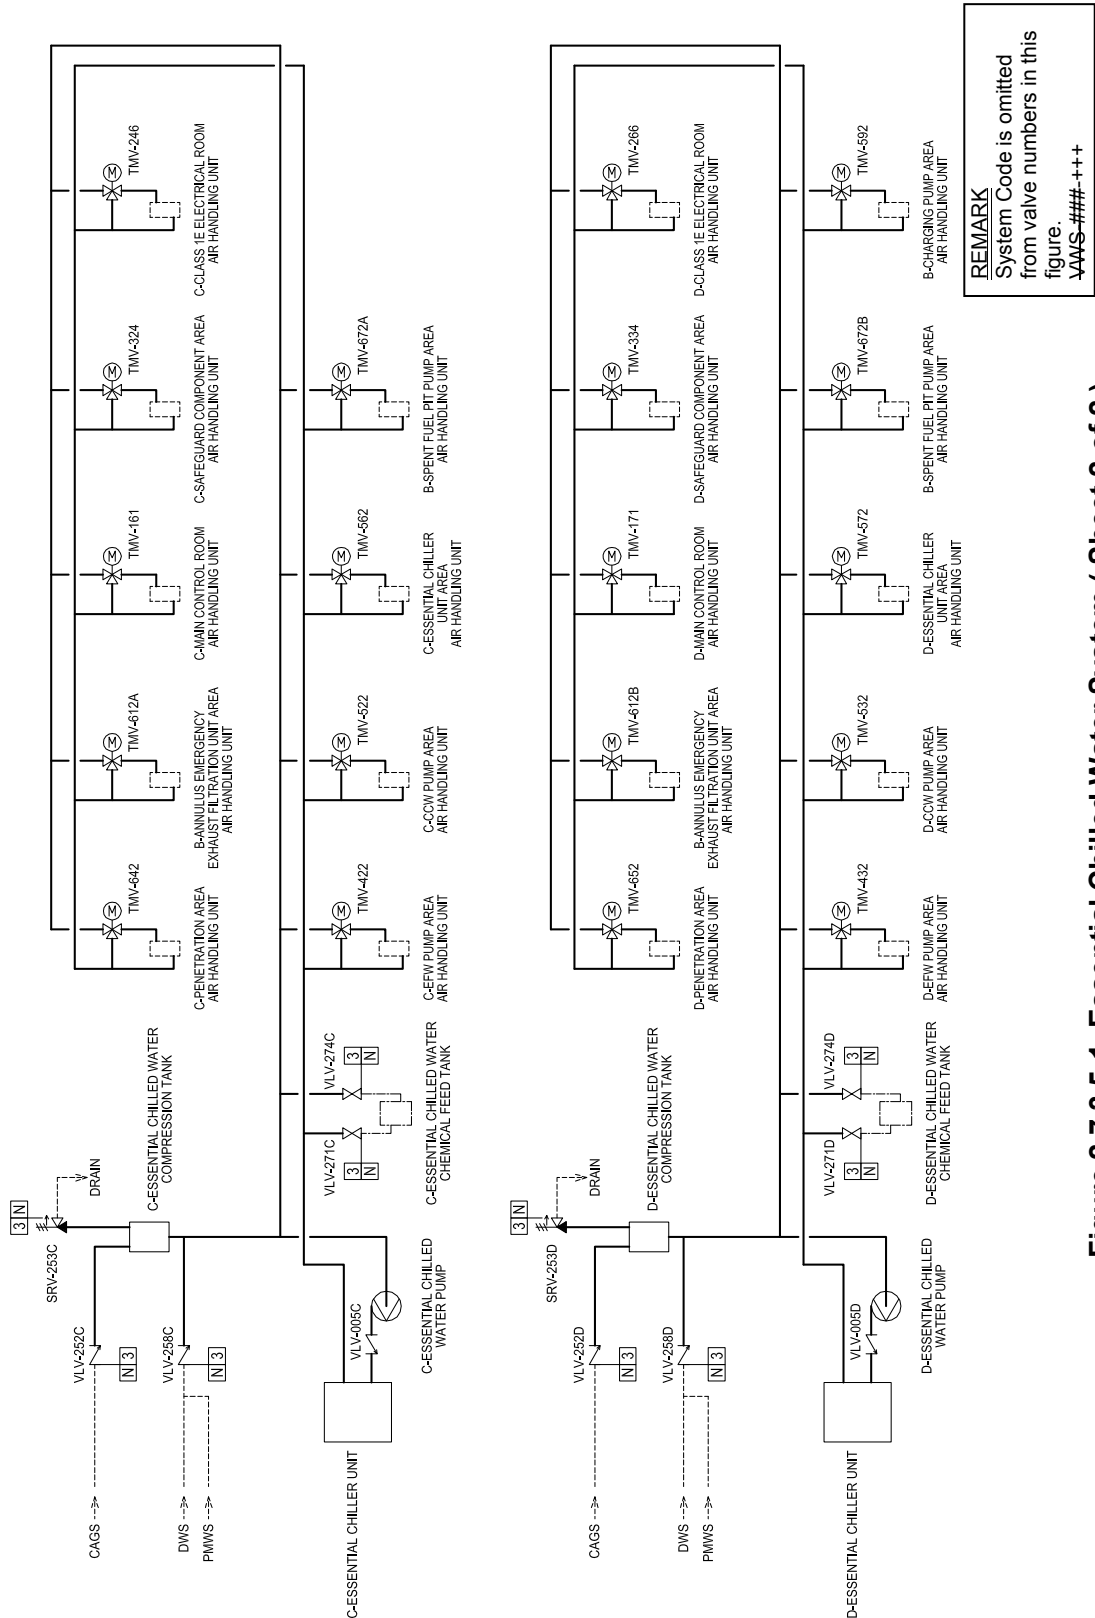 3 N
SRV-253C
DRAIN
CAGS
VLV-252C
N 3
DWS
PMWS
VLV-258C
N 3
C-ESSENTIAL CHILLED WATER
COMPRESSION TANK
C-ESSENTIAL CHILLER UNIT
VLV-005C
C-ESSENTIAL CHILLED
WATER PUMP
VLV-271C
3 N
VLV-274C
3 N
C-ESSENTIAL CHILLED WATER
CHEMICAL FEED TANK
M
TMV-642
C-PENETRATION AREA
AIR HANDLING UNIT
M
TMV-612A
B-ANNULUS EMERGENCY
EXHAUST FILTRATION UNIT AREA
AIR HANDLING UNIT
M
TMV-161
C-MAIN CONTROL ROOM
AIR HANDLING UNIT
M
TMV-324
C-SAFEGUARD COMPONENT AREA
AIR HANDLING UNIT
M
TMV-246
C-CLASS 1E ELECTRICAL ROOM
AIR HANDLING UNIT
M
TMV-422
C-EFW PUMP AREA
AIR HANDLING UNIT
M
TMV-522
C-CCW PUMP AREA
AIR HANDLING UNIT
M
TMV-562
C-ESSENTIAL CHILLER
UNIT AREA
AIR HANDLING UNIT
M
TMV-672A
B-SPENT FUEL PIT PUMP AREA
AIR HANDLING UNIT
3 N
SRV-253D
DRAIN
CAGS
VLV-252D
N 3
DWS
PMWS
VLV-258D
N 3
D-ESSENTIAL CHILLED WATER
COMPRESSION TANK
D-ESSENTIAL CHILLER UNIT
VLV-005D
D-ESSENTIAL CHILLED
WATER PUMP
VLV-271D
3 N
VLV-274D
3 N
D-ESSENTIAL CHILLED WATER
CHEMICAL FEED TANK
M
TMV-652
D-PENETRATION AREA
AIR HANDLING UNIT
M
TMV-612B
B-ANNULUS EMERGENCY
EXHAUST FILTRATION UNIT AREA
AIR HANDLING UNIT
M
TMV-171
D-MAIN CONTROL ROOM
AIR HANDLING UNIT
M
TMV-334
D-SAFEGUARD COMPONENT AREA
AIR HANDLING UNIT
M
TMV-266
D-CLASS 1E ELECTRICAL ROOM
AIR HANDLING UNIT
M
TMV-432
D-EFW PUMP AREA
AIR HANDLING UNIT
M
TMV-532
D-CCW PUMP AREA
AIR HANDLING UNIT
M
TMV-572
D-ESSENTIAL CHILLER
UNIT AREA
AIR HANDLING UNIT
M
TMV-672B
B-SPENT FUEL PIT PUMP AREA
AIR HANDLING UNIT
M
TMV-592
B-CHARGING PUMP AREA
AIR HANDLING UNIT
REMARK
System Code is omitted
from valve numbers in this
figure.
VWS-###-+++
Essential Chilled Water System